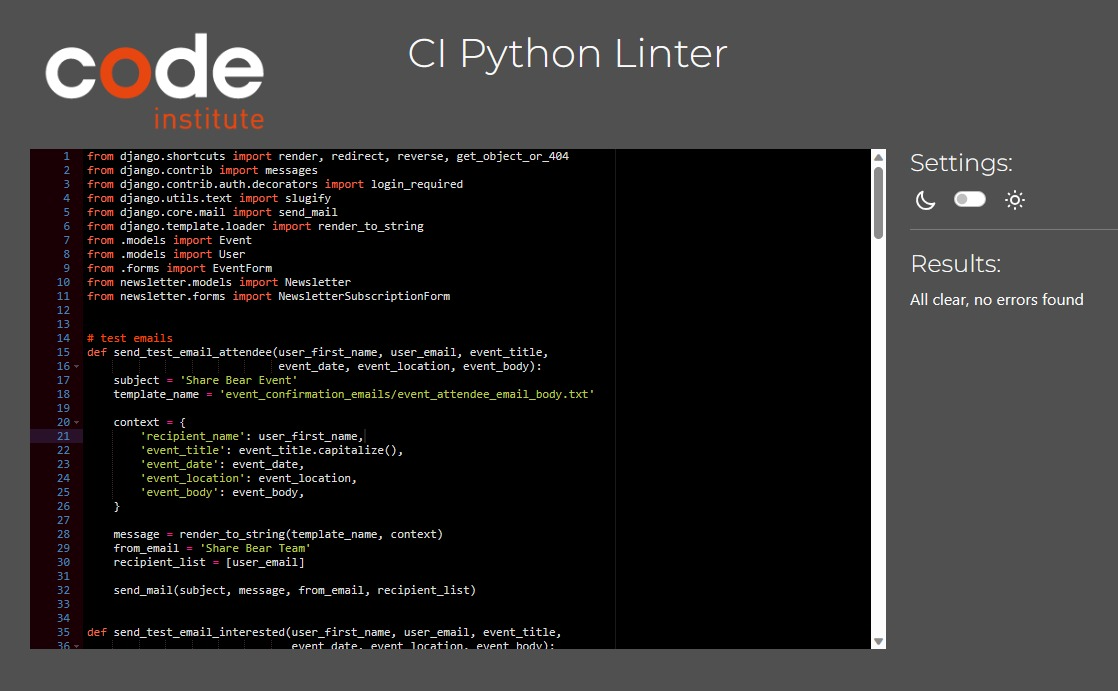 code
institute
CI Python Linter
1 from django.shortcuts import render, redirect, reverse, get_object_or_404
2 from django.contrib import messages
3 from django.contrib.auth.decorators import login_required
4 from django.utils.text import slugify
5 from django.core.mail import send_mail
6 from django.template.loader import render_to_string
7 from .models import Event
8 from .models import User
9 from .forms import EventForm
10 from newsletter.models import Newsletter
11 from newsletter.forms import NewsletterSubscriptionForm
12
13
14 # test emails
15 def send_test_email_attendee(user_first_name, user_email, event_title,
16                              event_date, event_location, event_body):
17     subject = 'Share Bear Event'
18     template_name = 'event_confirmation_emails/event_attendee_email_body.txt'
19
20     context = {
21         'recipient_name': user_first_name,
22         'event_title': event_title.capitalize(),
23         'event_date': event_date,
24         'event_location': event_location,
25         'event_body': event_body,
26     }
27
28     message = render_to_string(template_name, context)
29     from_email = 'Share Bear Team'
30     recipient_list = [user_email]
31
32     send_mail(subject, message, from_email, recipient_list)
33
34
35 def send_test_email_interested(user_first_name, user_email, event_title,
36                                event_date, event_location, event_body):
Settings:
Results:
All clear, no errors found